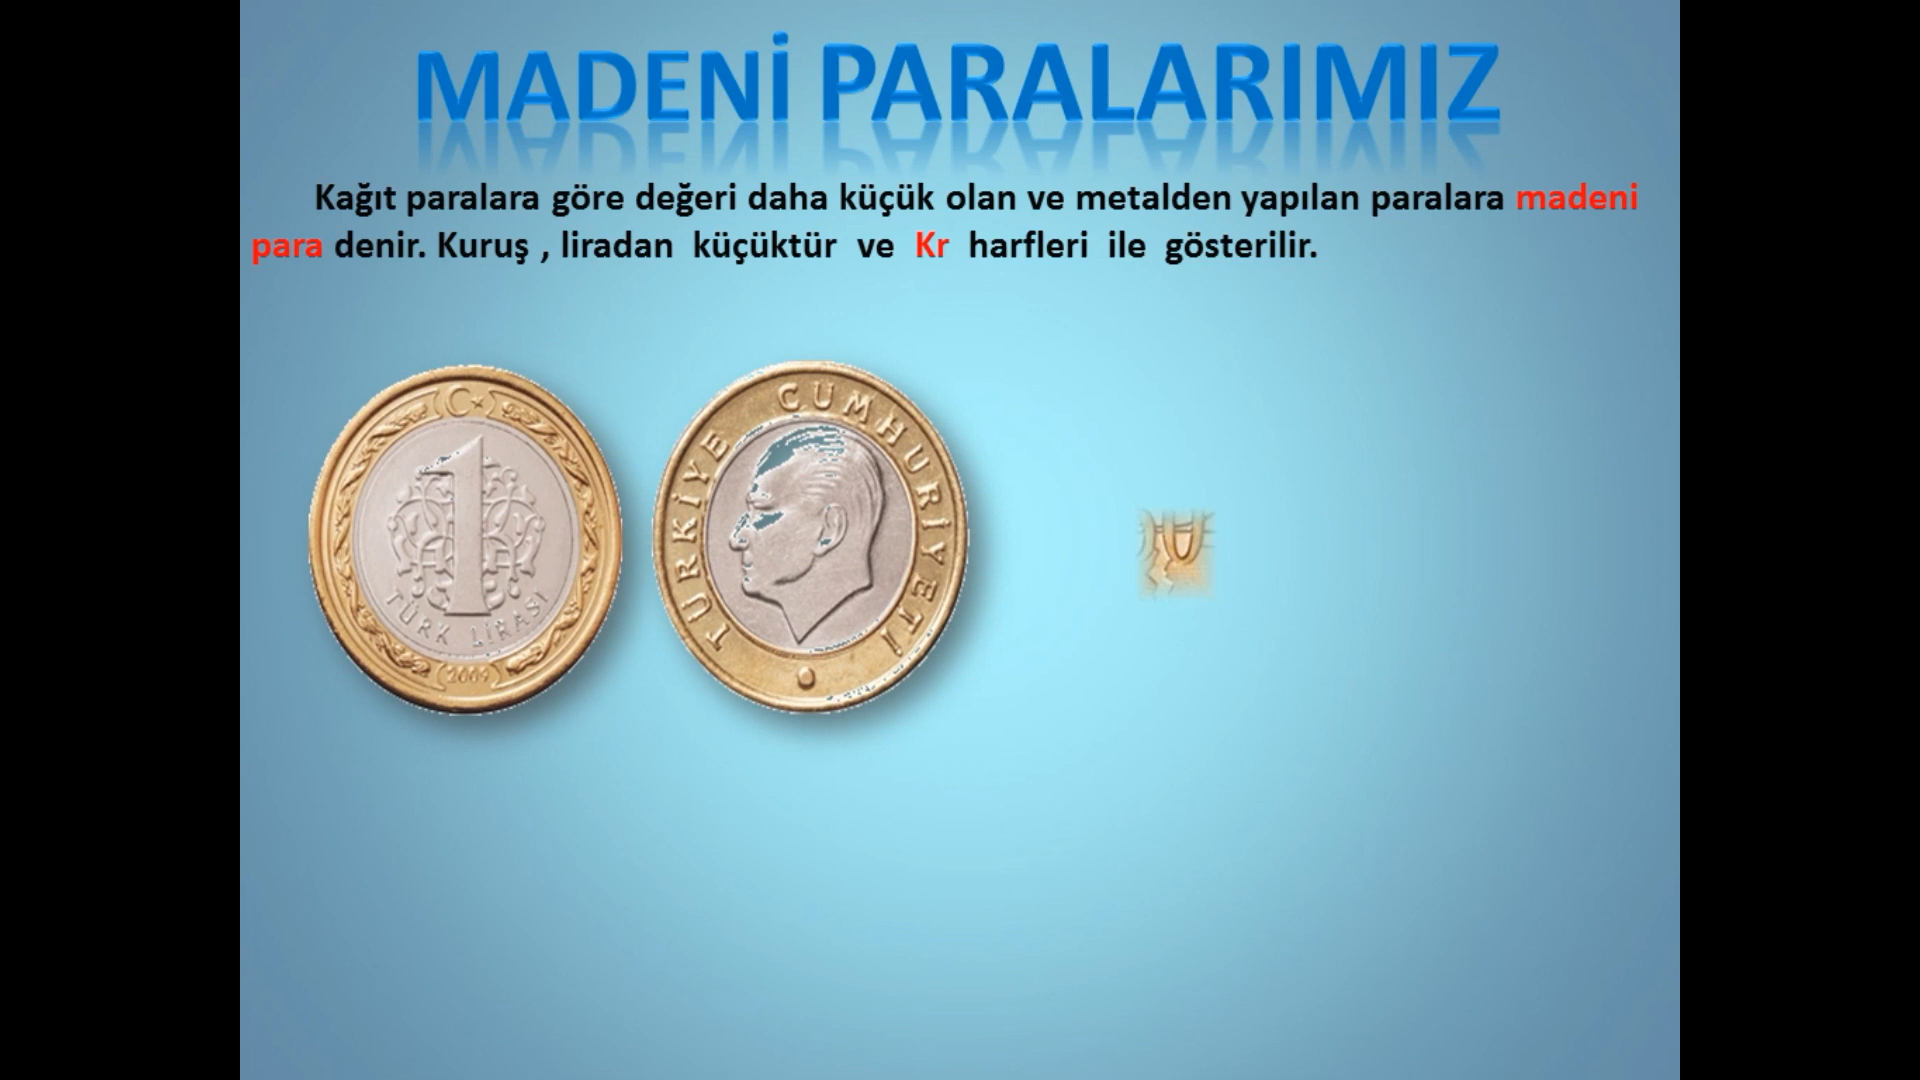 MADENİ PARALARIMIZ
Kağıt paralara göre değeri daha küçük olan ve metalden yapılan paralara madeni
para denir. Kuruş , liradan küçüktür ve Kr harfleri ile gösterilir.
1
TÜRK LİRASI
2009
TÜRKİYE CUMHURİYETİ